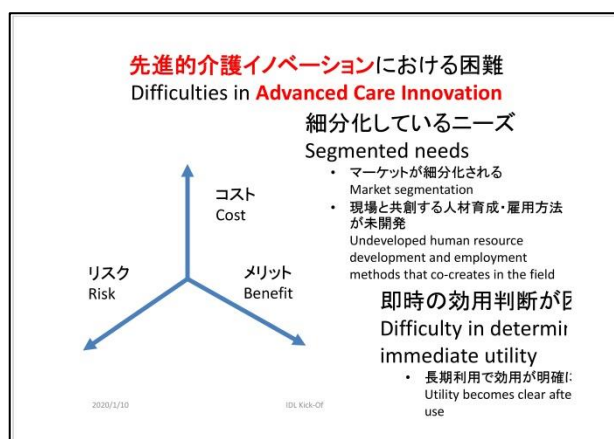 先進的介護イノベーションにおける困難
Difficulties in Advanced Care Innovation
細分化しているニーズ
Segmented needs
• マーケットが細分化される
Market segmentation
• 現場と共創する人材育成・雇用方法
が未開発
Undeveloped human resource
development and employment
methods that co-creates in the field
コスト
Cost
リスク
Risk
メリット
Benefit
即時の効用判断が
Difficulty in
immediate utility
• 長期利用で効用が明確
Utility becomes clear
use
2020/1/10
IDL Kick-Of